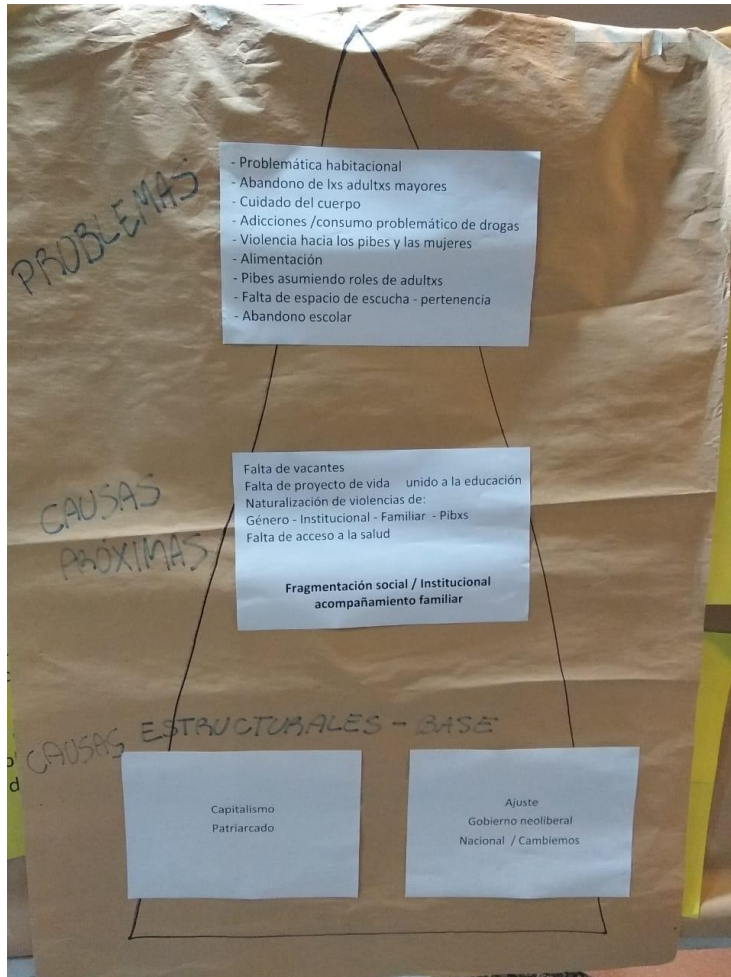 PROBLEMAS
- Problemática habitacional
- Abandono de lxs adultxs mayores
- Cuidado del cuerpo
- Adicciones /consumo problemático de drogas
- Violencia hacia los pibes y las mujeres
- Alimentación
- Pibes asumiendo roles de adultxs
- Falta de espacio de escucha - pertenencia
- Abandono escolar
CAUSAS
PRÓXIMAS
Falta de vacantes
Falta de proyecto de vida unido a la educación
Naturalización de violencias de:
Género - Institucional - Familiar - Pibxs
Falta de acceso a la salud
Fragmentación social / Institucional
acompañamiento familiar
CAUSAS ESTRUCTURALES - BASE
Capitalismo
Patriarcado
Ajuste
Gobierno neoliberal
Nacional / Cambiemos